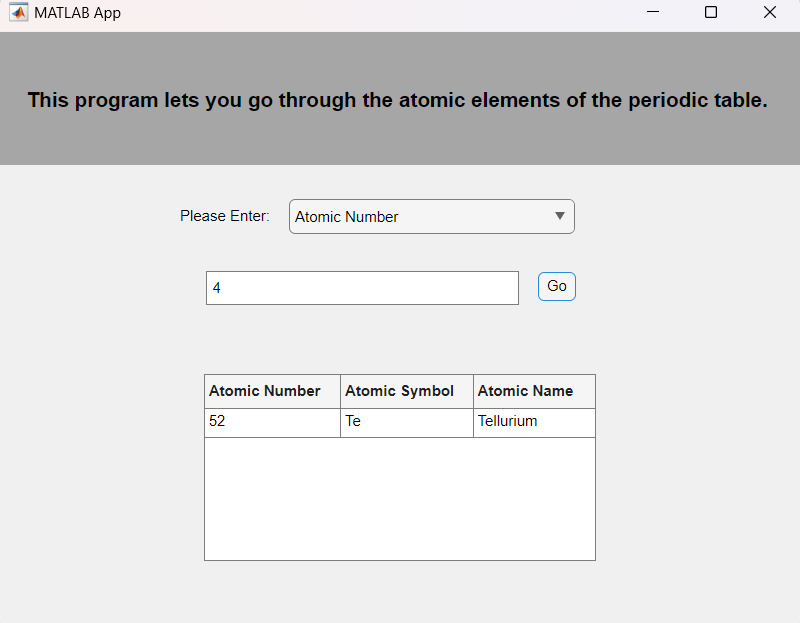 MATLAB App
This program lets you go through the atomic elements of the periodic table.
Please Enter: Atomic Number
4 Go
Atomic Number Atomic Symbol Atomic Name
52 Te Tellurium